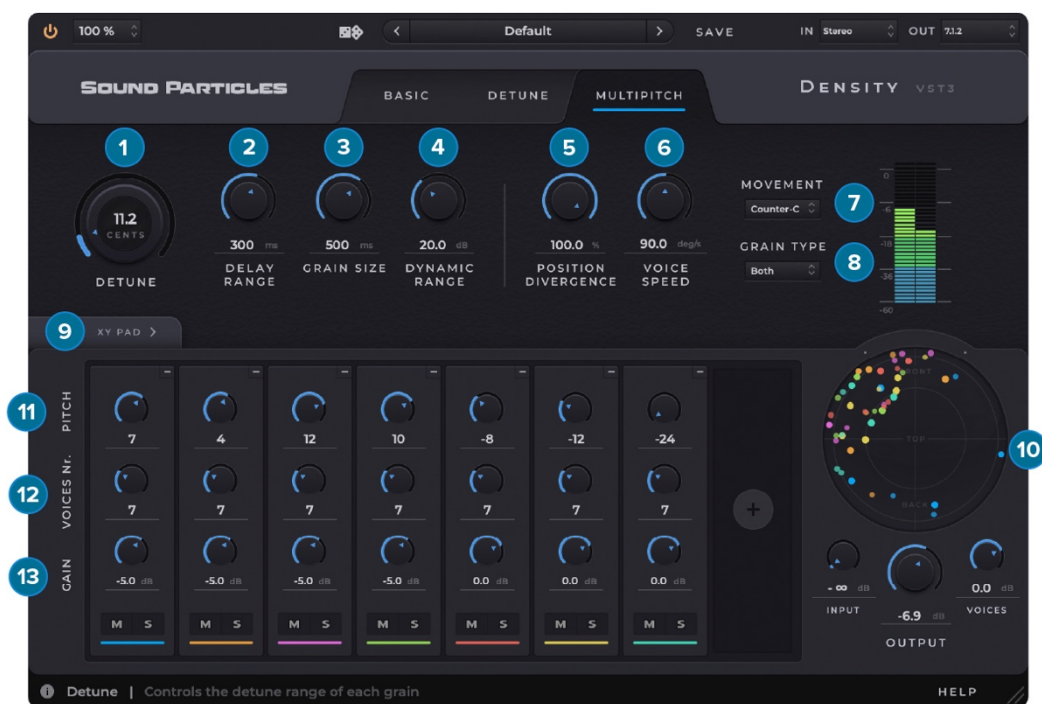 100 %
Default
SAVE
IN Stereo
OUT 7.1.2
SOUND PARTICLES
BASIC
DETUNE
MULTIPITCH
DENSITY VST3
1
2
3
4
5
6
11.2
CENTS
DETUNE
300 ms
DELAY
RANGE
500 ms
GRAIN SIZE
20.0 dB
DYNAMIC
RANGE
100.0 %
POSITION
DIVERGENCE
90.0 deg/s
VOICE
SPEED
MOVEMENT
Counter-C
7
GRAIN TYPE
Both
8
0
-6
-18
-36
-60
9
XY PAD >
11
PITCH
7
4
12
10
-8
-12
-24
12
VOICES Nr.
7
7
7
7
7
7
7
13
GAIN
-5.0 dB
-5.0 dB
-5.0 dB
-5.0 dB
0.0 dB
0.0 dB
0.0 dB
M S
M S
M S
M S
M S
M S
M S
+
TOP
BACK
10
- ∞ dB
INPUT
-6.9 dB
OUTPUT
0.0 dB
VOICES
Detune | Controls the detune range of each grain
HELP